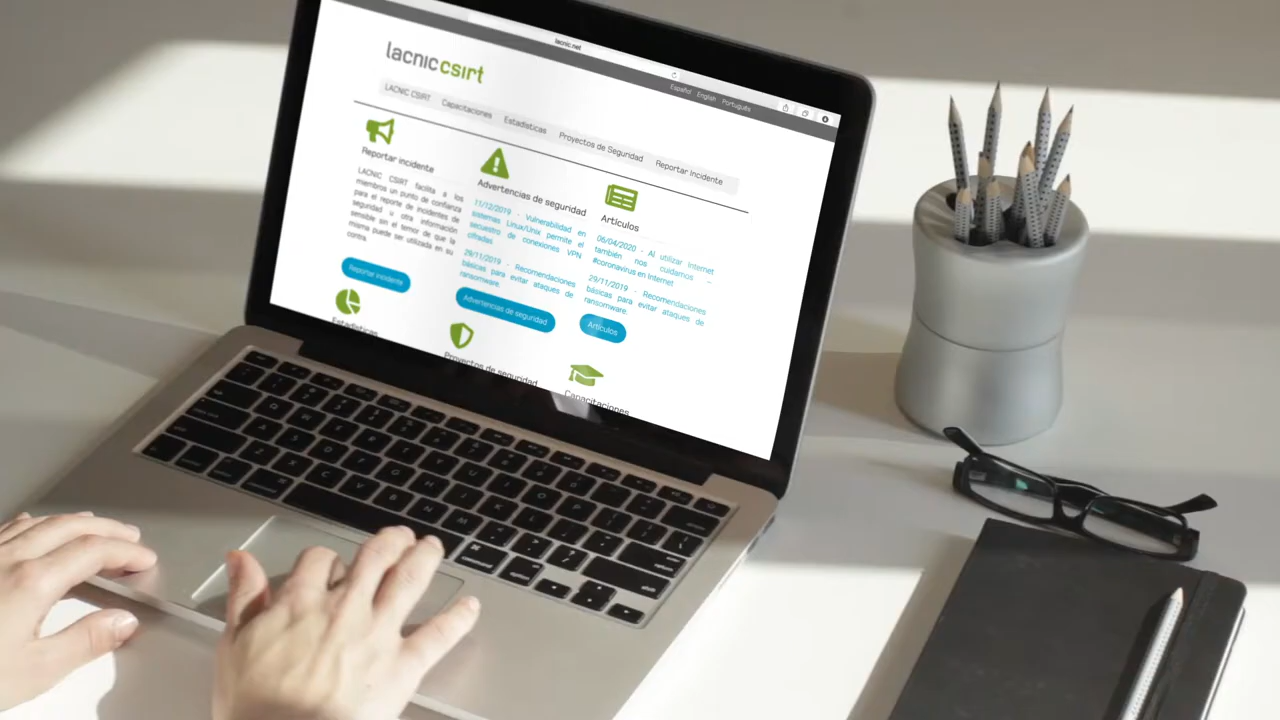 lacnic.net
Español English Português
lacnic csirt
LACNIC CSIRT Capacitaciones Estadísticas Proyectos de Seguridad Reportar Incidente
Reportar incidente
LACNIC CSIRT facilita a los
miembros un punto de confianza
para el reporte de incidentes de
seguridad u otra información
sensible sin el temor de que la
misma puede ser utilizada en su
contra.
Reportar incidente
Advertencias de seguridad
11/12/2019 - Vulnerabilidad en
sistemas Linux/Unix permite el
secuestro de conexiones VPN
cifradas
29/11/2019 - Recomendaciones
básicas para evitar ataques de
ransomware.
Advertencias de seguridad
Artículos
06/04/2020 - Al utilizar Internet
también nos cuidamos -
#coronavirus en Internet
29/11/2019 - Recomendaciones
básicas para evitar ataques de
ransomware.
Artículos
Estadísticas
Proyectos de seguridad
Capacitaciones
command
option
return
shift